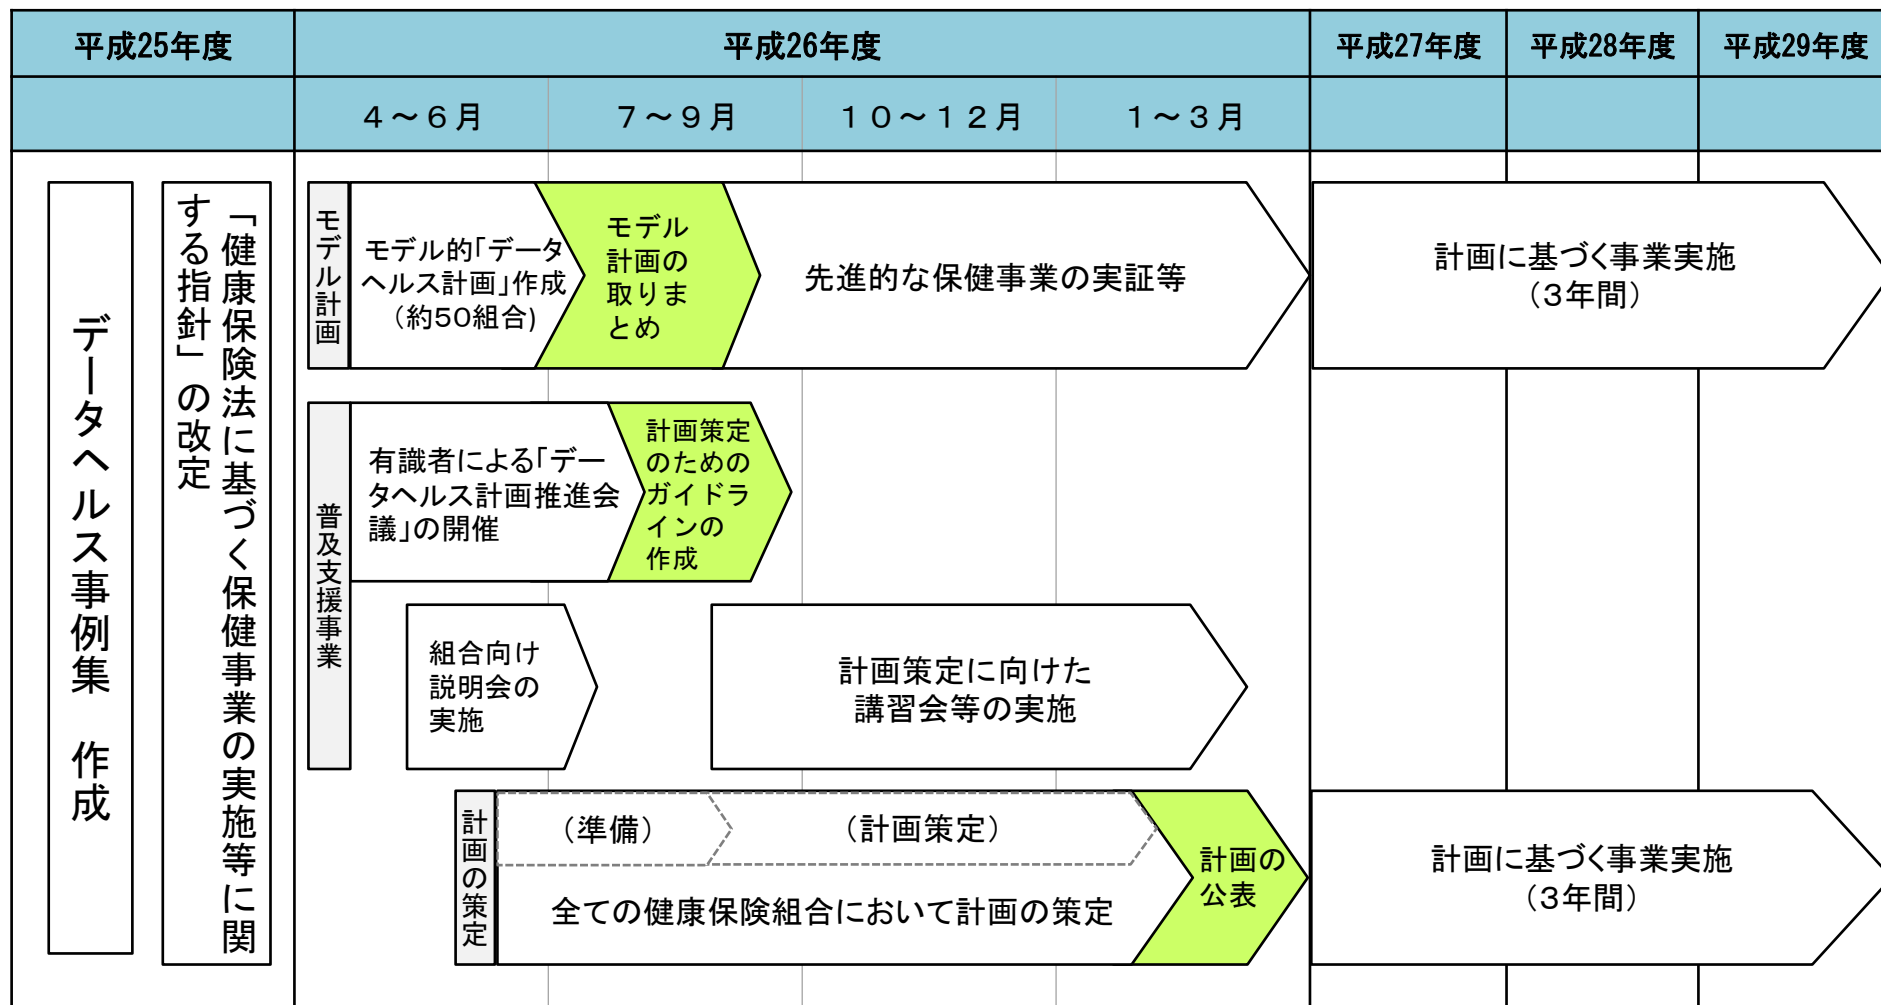 平成25年度
平成26年度
平成27年度
平成28年度
平成29年度
４～６月
７～９月
１０～１２月
１～３月
データヘルス事例集　作成
「健康保険法に基づく保健事業の実施等に関
する指針」の改定
モデル計画
モデル的「データ
ヘルス計画」作成
（約50組合)
モデル
計画の
取りま
とめ
先進的な保健事業の実証等
計画に基づく事業実施
（３年間）
普及支援事業
有識者による「デー
タヘルス計画推進会
議」の開催
計画策定
のための
ガイドラ
インの
作成
組合向け
説明会の
実施
計画策定に向けた
講習会等の実施
計画の策定
（準備）
（計画策定）
全ての健康保険組合において計画の策定
計画の
公表
計画に基づく事業実施
（３年間）